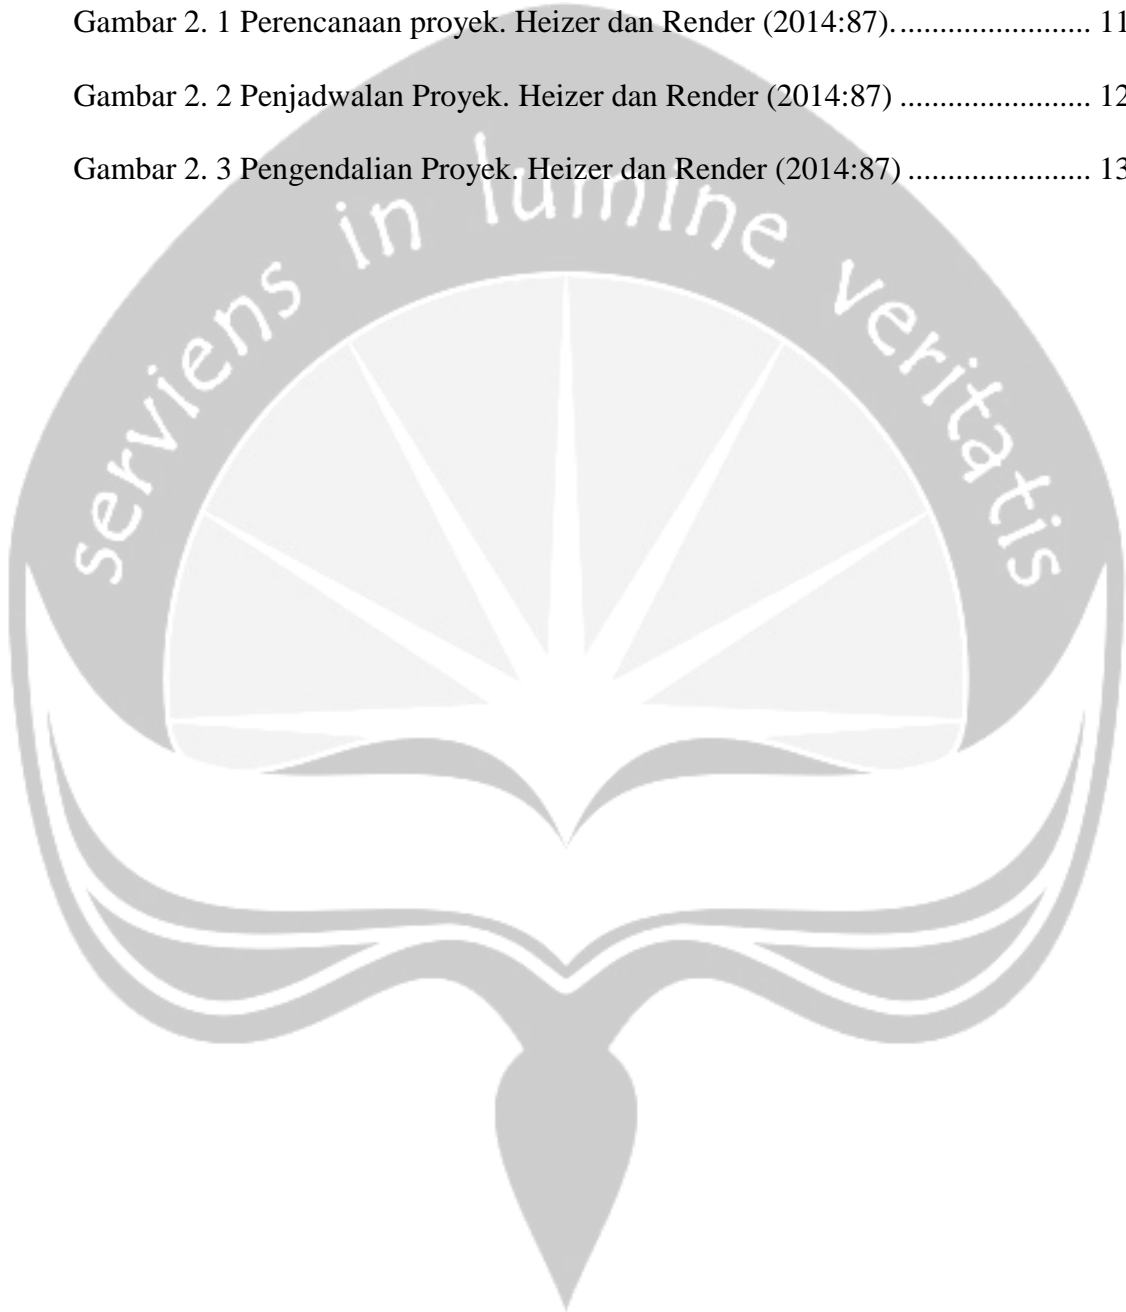 Gambar 2. 1 Perencanaan proyek. Heizer dan Render (2014:87)........................ 11
Gambar 2. 2 Penjadwalan Proyek. Heizer dan Render (2014:87) ........................ 12
Gambar 2. 3 Pengendalian Proyek. Heizer dan Render (2014:87) ....................... 13
serviens in lumine veritatis